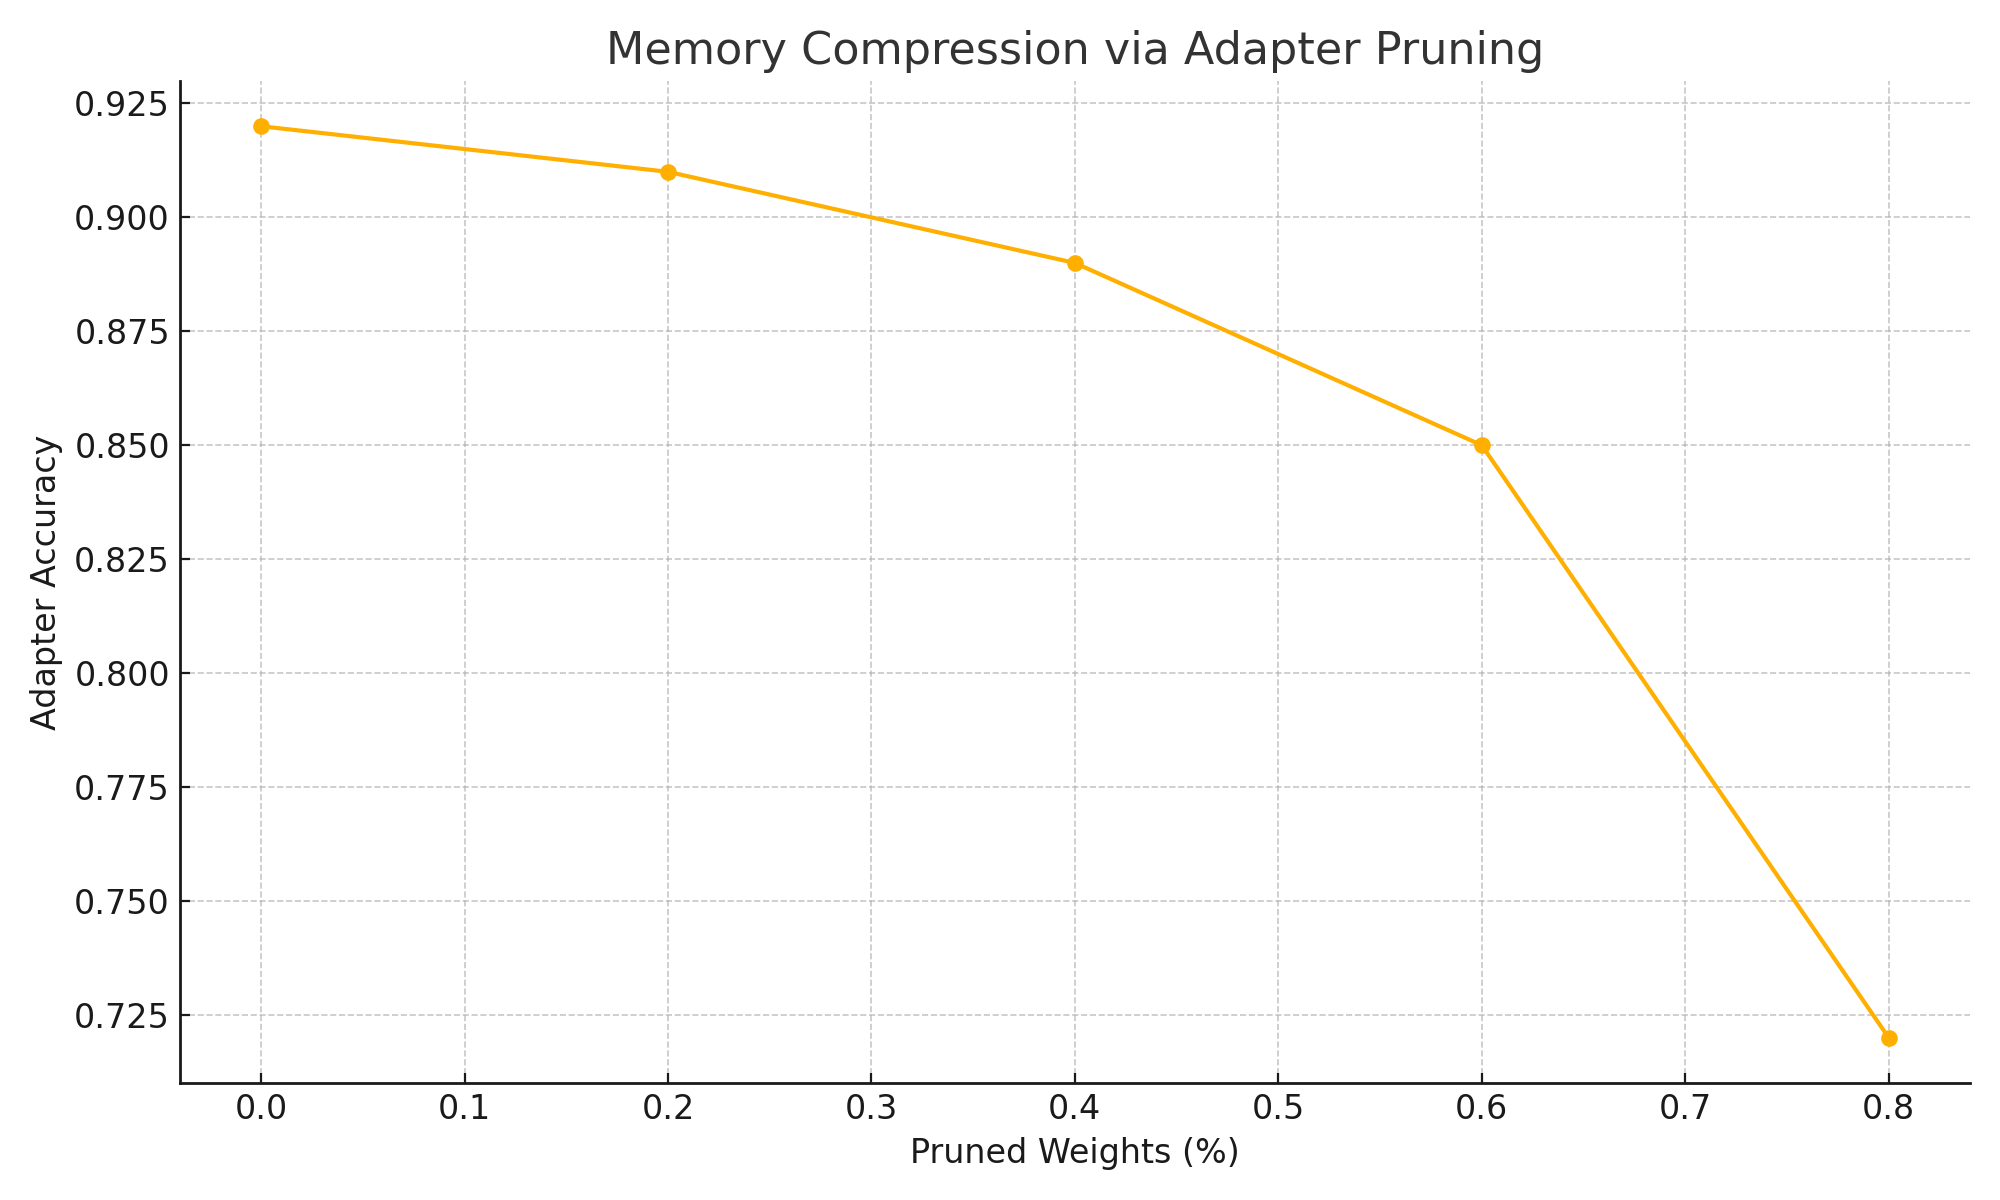 Memory Compression via Adapter Pruning
0.925
0.900
0.875
0.850
0.825
0.800
0.775
0.750
0.725
Adapter Accuracy
0.0 0.1 0.2 0.3 0.4 0.5 0.6 0.7 0.8
Pruned Weights (%)